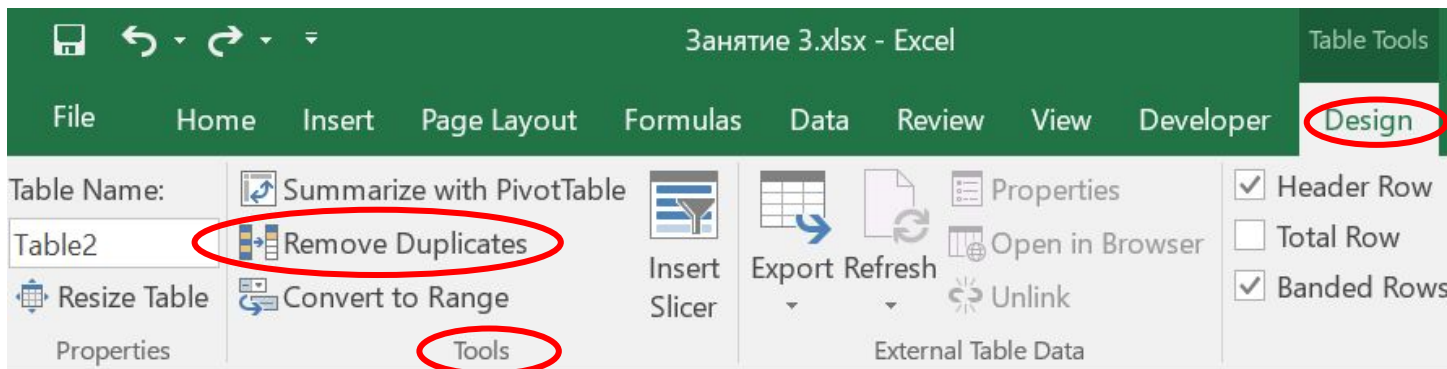 Занятие 3.xlsx - Excel
Table Tools
File Home Insert Page Layout Formulas Data Review View Developer Design
Table Name:
Table2
Resize Table
Properties
Summarize with PivotTable
Remove Duplicates
Convert to Range
Insert
Slicer
Tools
Export
Refresh
Properties
Open in Browser
Unlink
External Table Data
Header Row
Total Row
Banded Rows